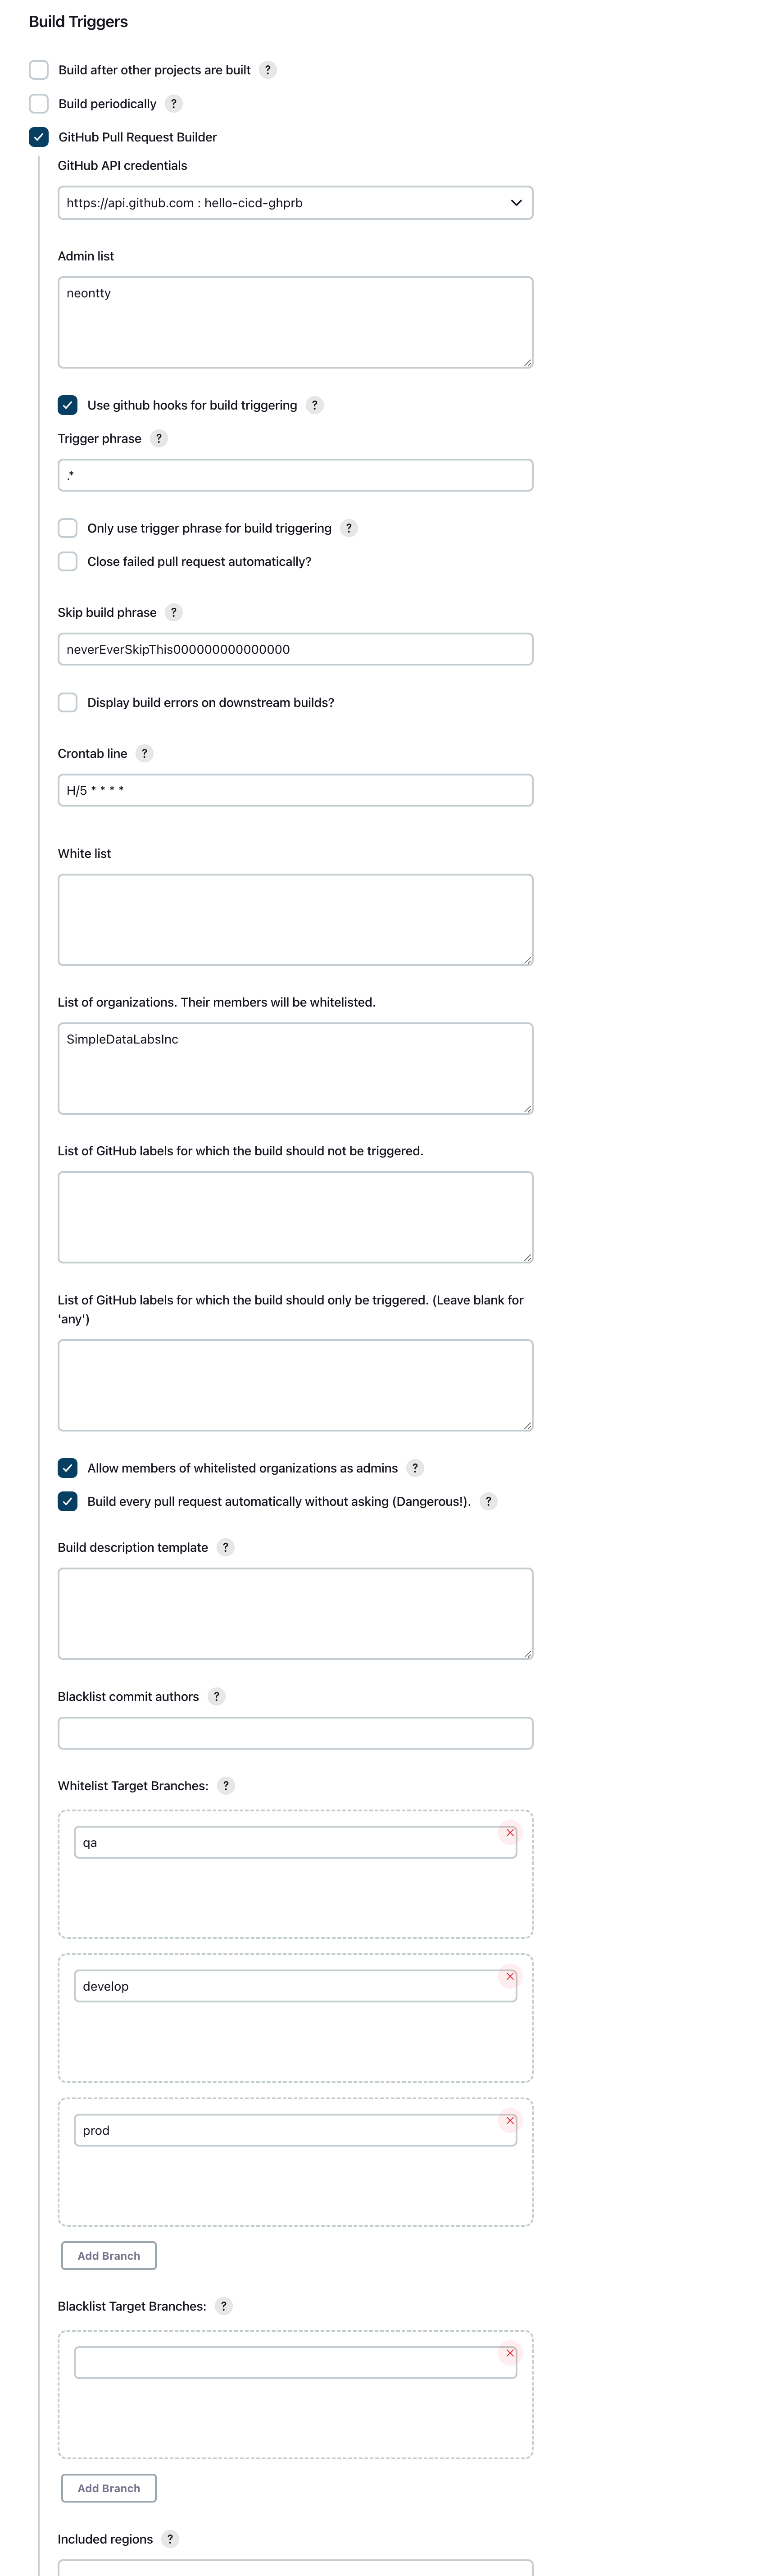 Build Triggers
Build after other projects are built ?
Build periodically ?
GitHub Pull Request Builder
GitHub API credentials
https://api.github.com : hello-cicd-ghprb
Admin list
neontty
Use github hooks for build triggering ?
Trigger phrase ?
.*
Only use trigger phrase for build triggering ?
Close failed pull request automatically?
Skip build phrase ?
neverEverSkipThis000000000000000
Display build errors on downstream builds?
Crontab line ?
H/5 * * * *
White list
List of organizations. Their members will be whitelisted.
SimpleDataLabsInc
List of GitHub labels for which the build should not be triggered.
List of GitHub labels for which the build should only be triggered. (Leave blank for
'any')
Allow members of whitelisted organizations as admins ?
Build every pull request automatically without asking (Dangerous!). ?
Build description template ?
Blacklist commit authors ?
Whitelist Target Branches: ?
qa
develop
prod
Add Branch
Blacklist Target Branches: ?
Add Branch
Included regions ?